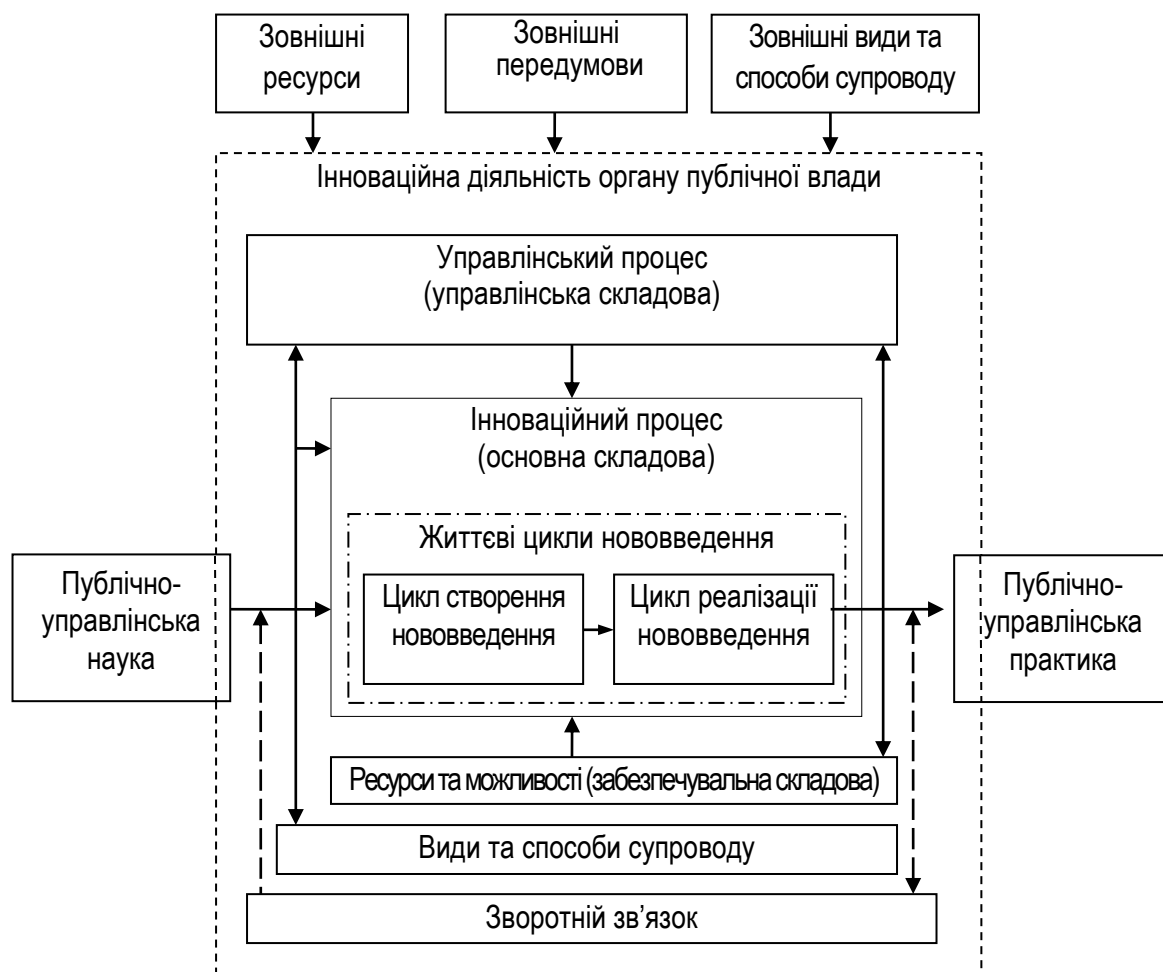 Зовнішні
ресурси
Зовнішні
передумови
Зовнішні види та
способи супроводу
Інноваційна діяльність органу публічної влади
Управлінський процес
(управлінська складова)
Інноваційний процес
(основна складова)
Життєві цикли нововведення
Публічно-
управлінська
наука
Цикл створення
нововведення
Цикл реалізації
нововведення
Публічно-
управлінська
практика
Ресурси та можливості (забезпечувальна складова)
Види та способи супроводу
Зворотній зв’язок